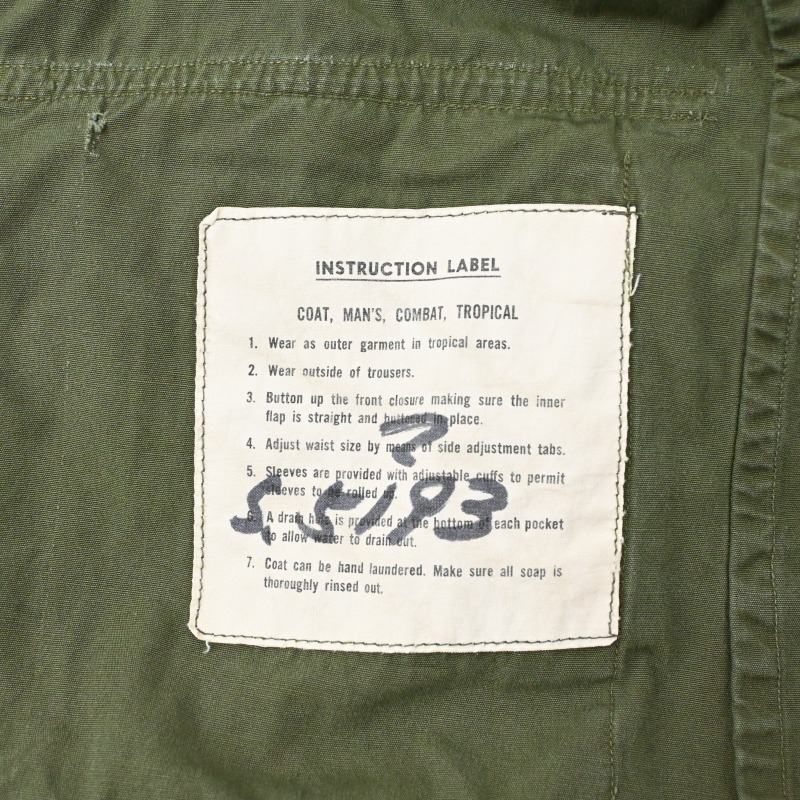 INSTRUCTION LABEL
COAT, MAN'S, COMBAT, TROPICAL
1. Wear as outer garment in tropical areas.
2. Wear outside of trousers.
3. Button up the front closure making sure the inner
flap is straight and buttered in place.
4. Adjust waist size by means of side adjustment tabs.
5. Sleeves are provided with adjustable cuffs to permit
sleeves to be rolled up.
6. A drain hole is provided at the bottom of each pocket
to allow water to drain out.
7. Coat can be hand laundered. Make sure all soap is
thoroughly rinsed out.
2
S. 5193